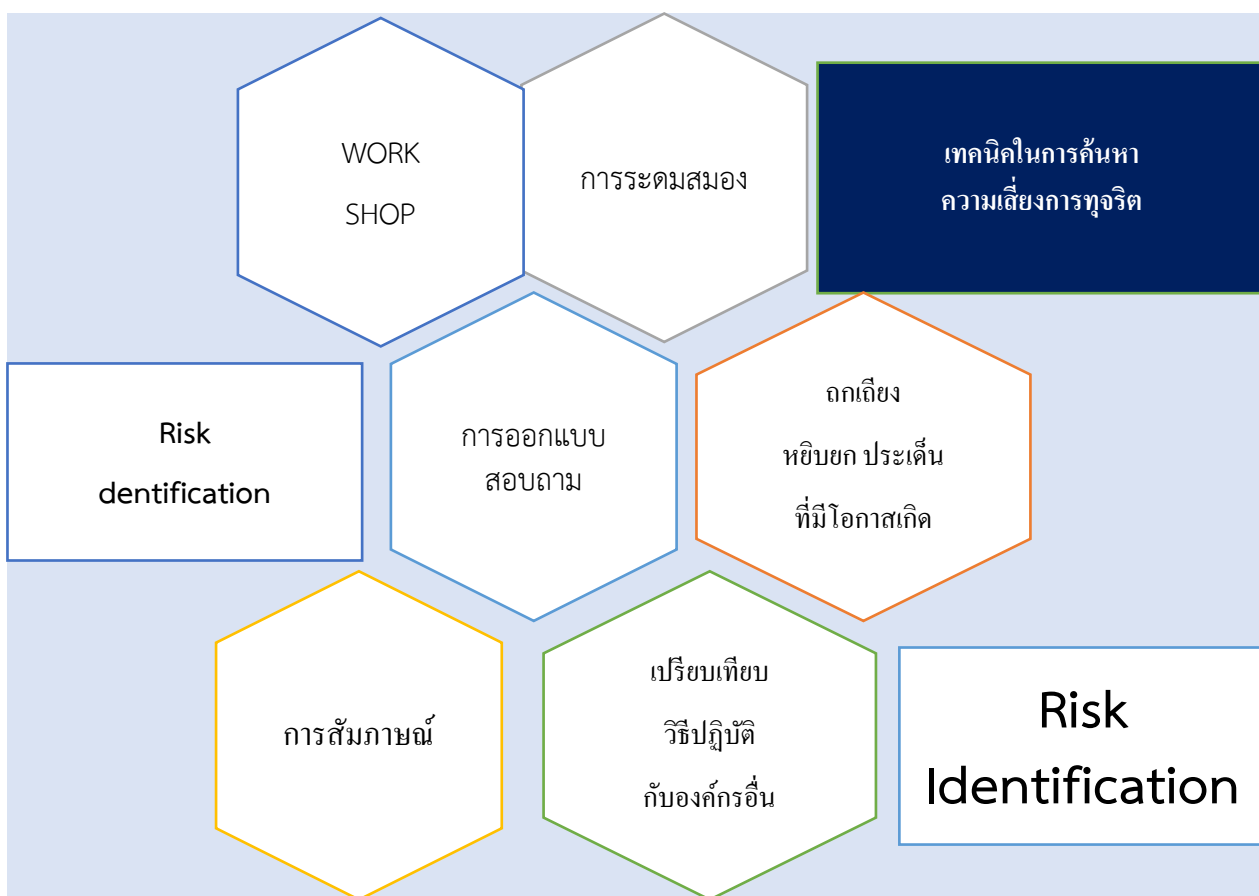 WORK
SHOP
การระดมสมอง
เทคนิคในการค้นหา
ความเสี่ยงการทุจริต
Risk
dentification
การออกแบบ
สอบถาม
ถกเถียง
หยิบยก ประเด็น
ที่มีโอกาสเกิด
การสัมภาษณ์
เปรียบเทียบ
วิธีปฏิบัติ
กับองค์กรอื่น
Risk
Identification